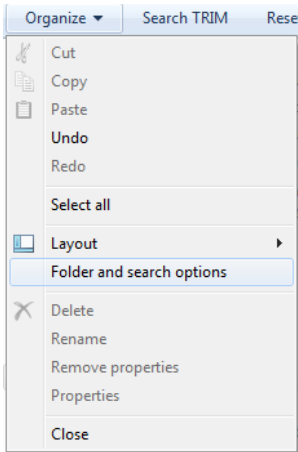 Organize Search TRIM Rese
Cut
Copy
Paste
Undo
Redo
Select all
Layout
Folder and search options
Delete
Rename
Remove properties
Properties
Close